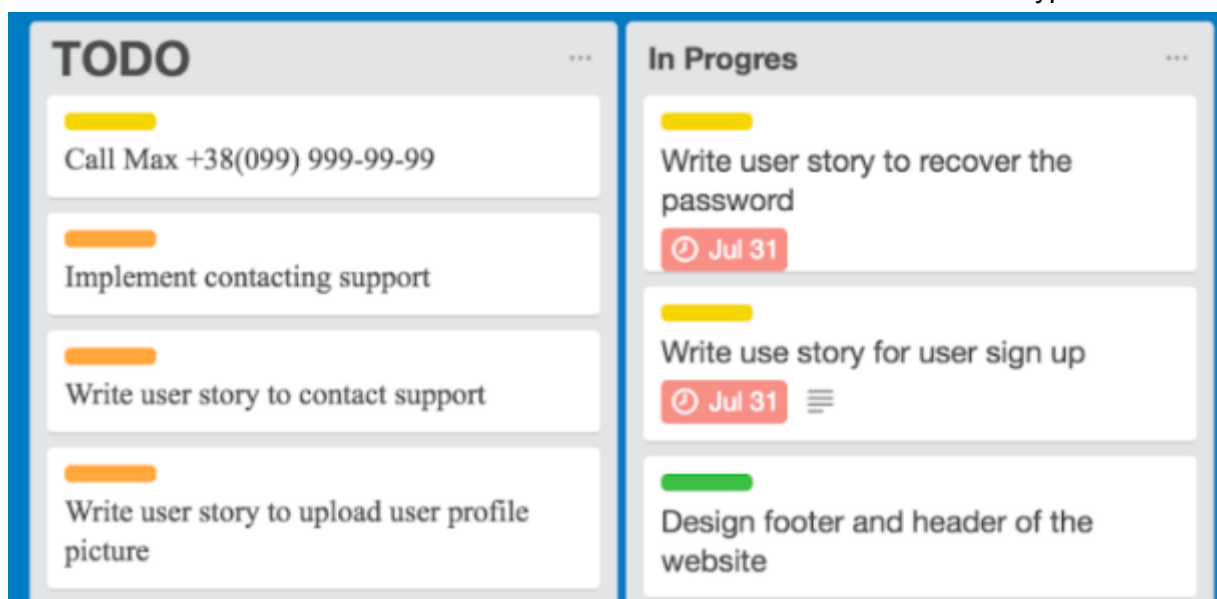 TODO
Call Max +38(099) 999-99-99
Implement contacting support
Write user story to contact support
Write user story to upload user profile
picture
In Progres
Write user story to recover the
password
Jul 31
Write use story for user sign up
Jul 31
Design footer and header of the
website